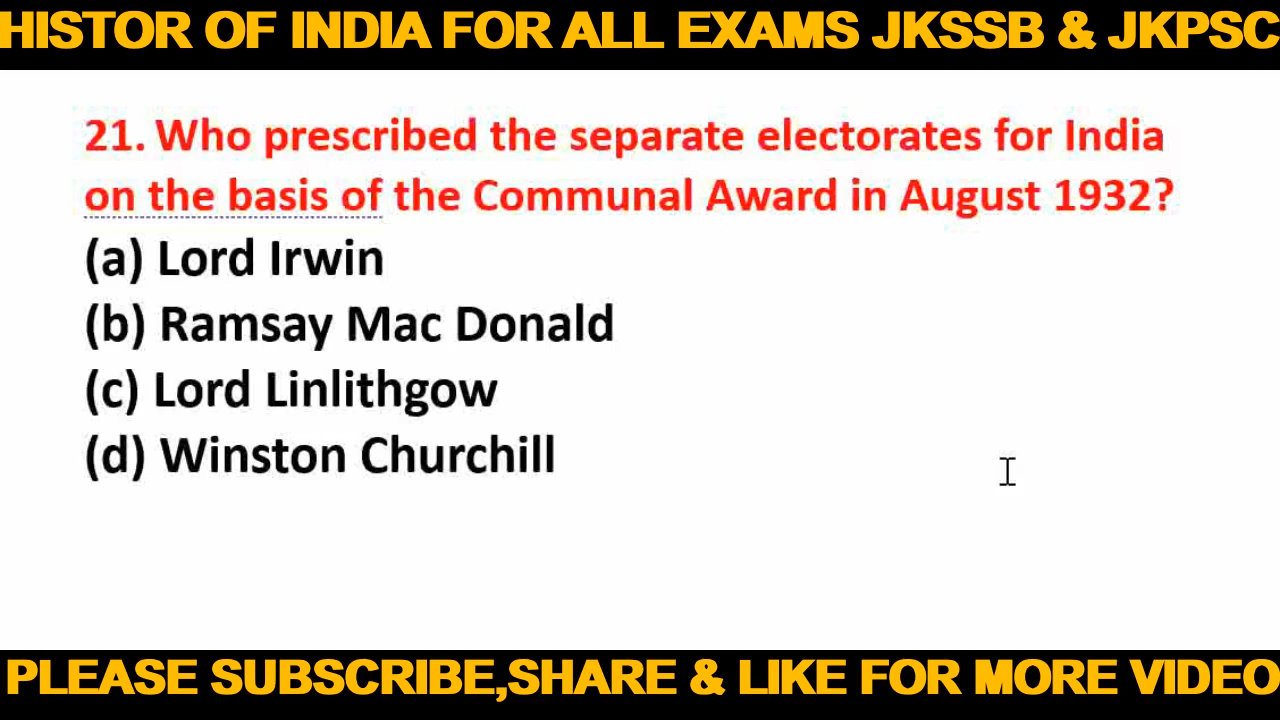 HISTOR OF INDIA FOR ALL EXAMS JKSSB & JKPSC
21. Who prescribed the separate electorates for India
on the basis of the Communal Award in August 1932?
(a) Lord Irwin
(b) Ramsay Mac Donald
(c) Lord Linlithgow
(d) Winston Churchill
PLEASE SUBSCRIBE,SHARE & LIKE FOR MORE VIDEO